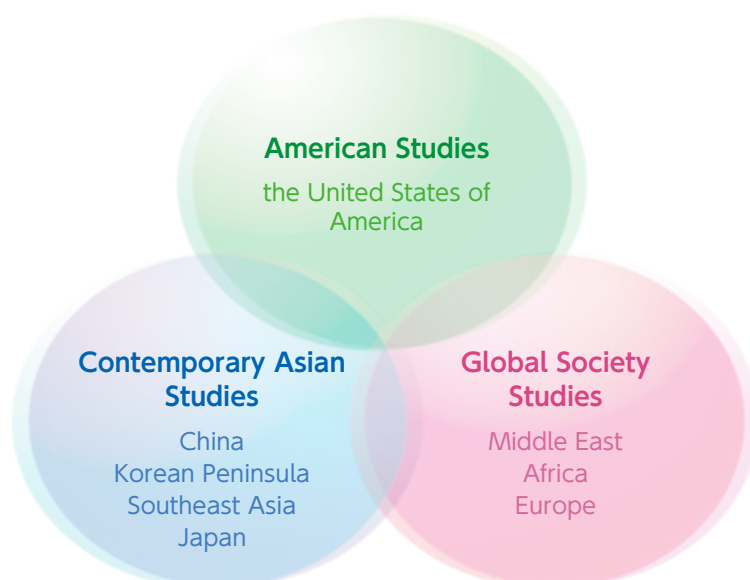 American Studies
the United States of
America
Contemporary Asian
Studies
China
Korean Peninsula
Southeast Asia
Japan
Global Society
Studies
Middle East
Africa
Europe